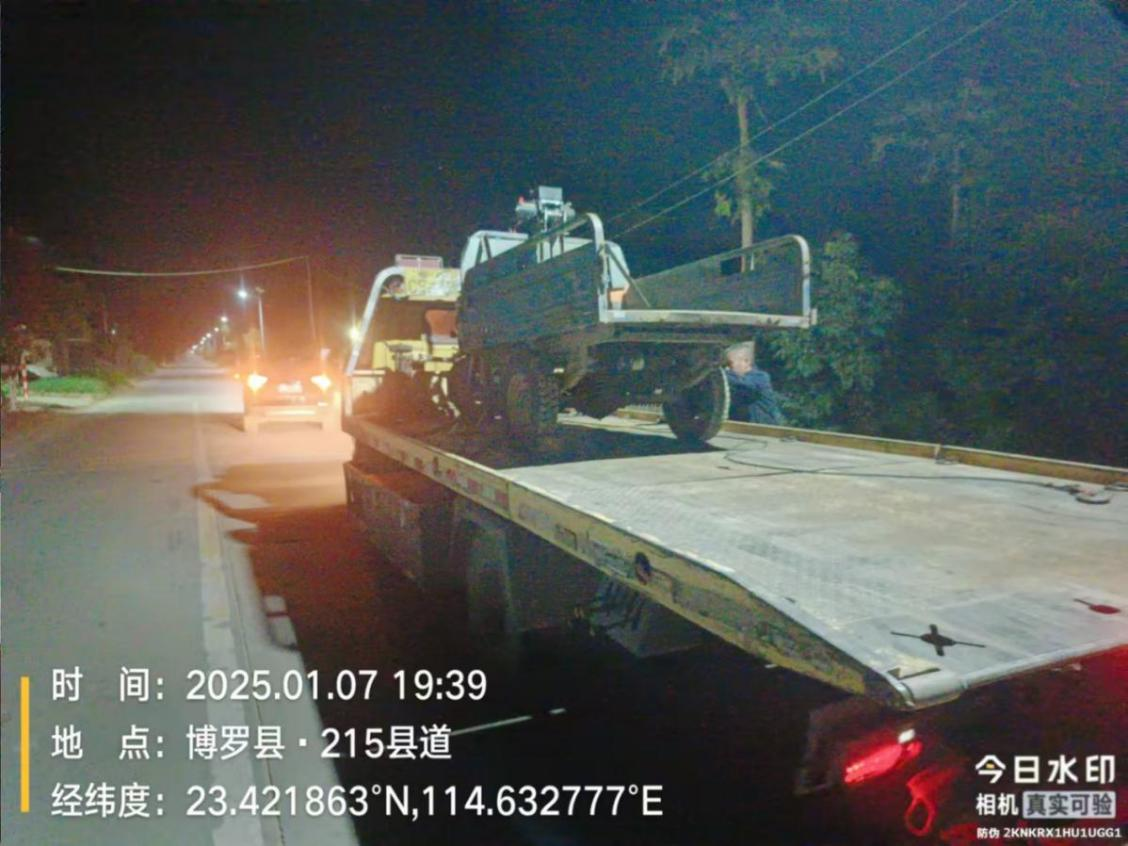 时 间：2025.01.07 19:39
地 点：博罗县·215县道
经纬度：23.421863°N,114.632777°E
今日水印
相机 真实可验
防伪 2KNKRX1HU1UGG1